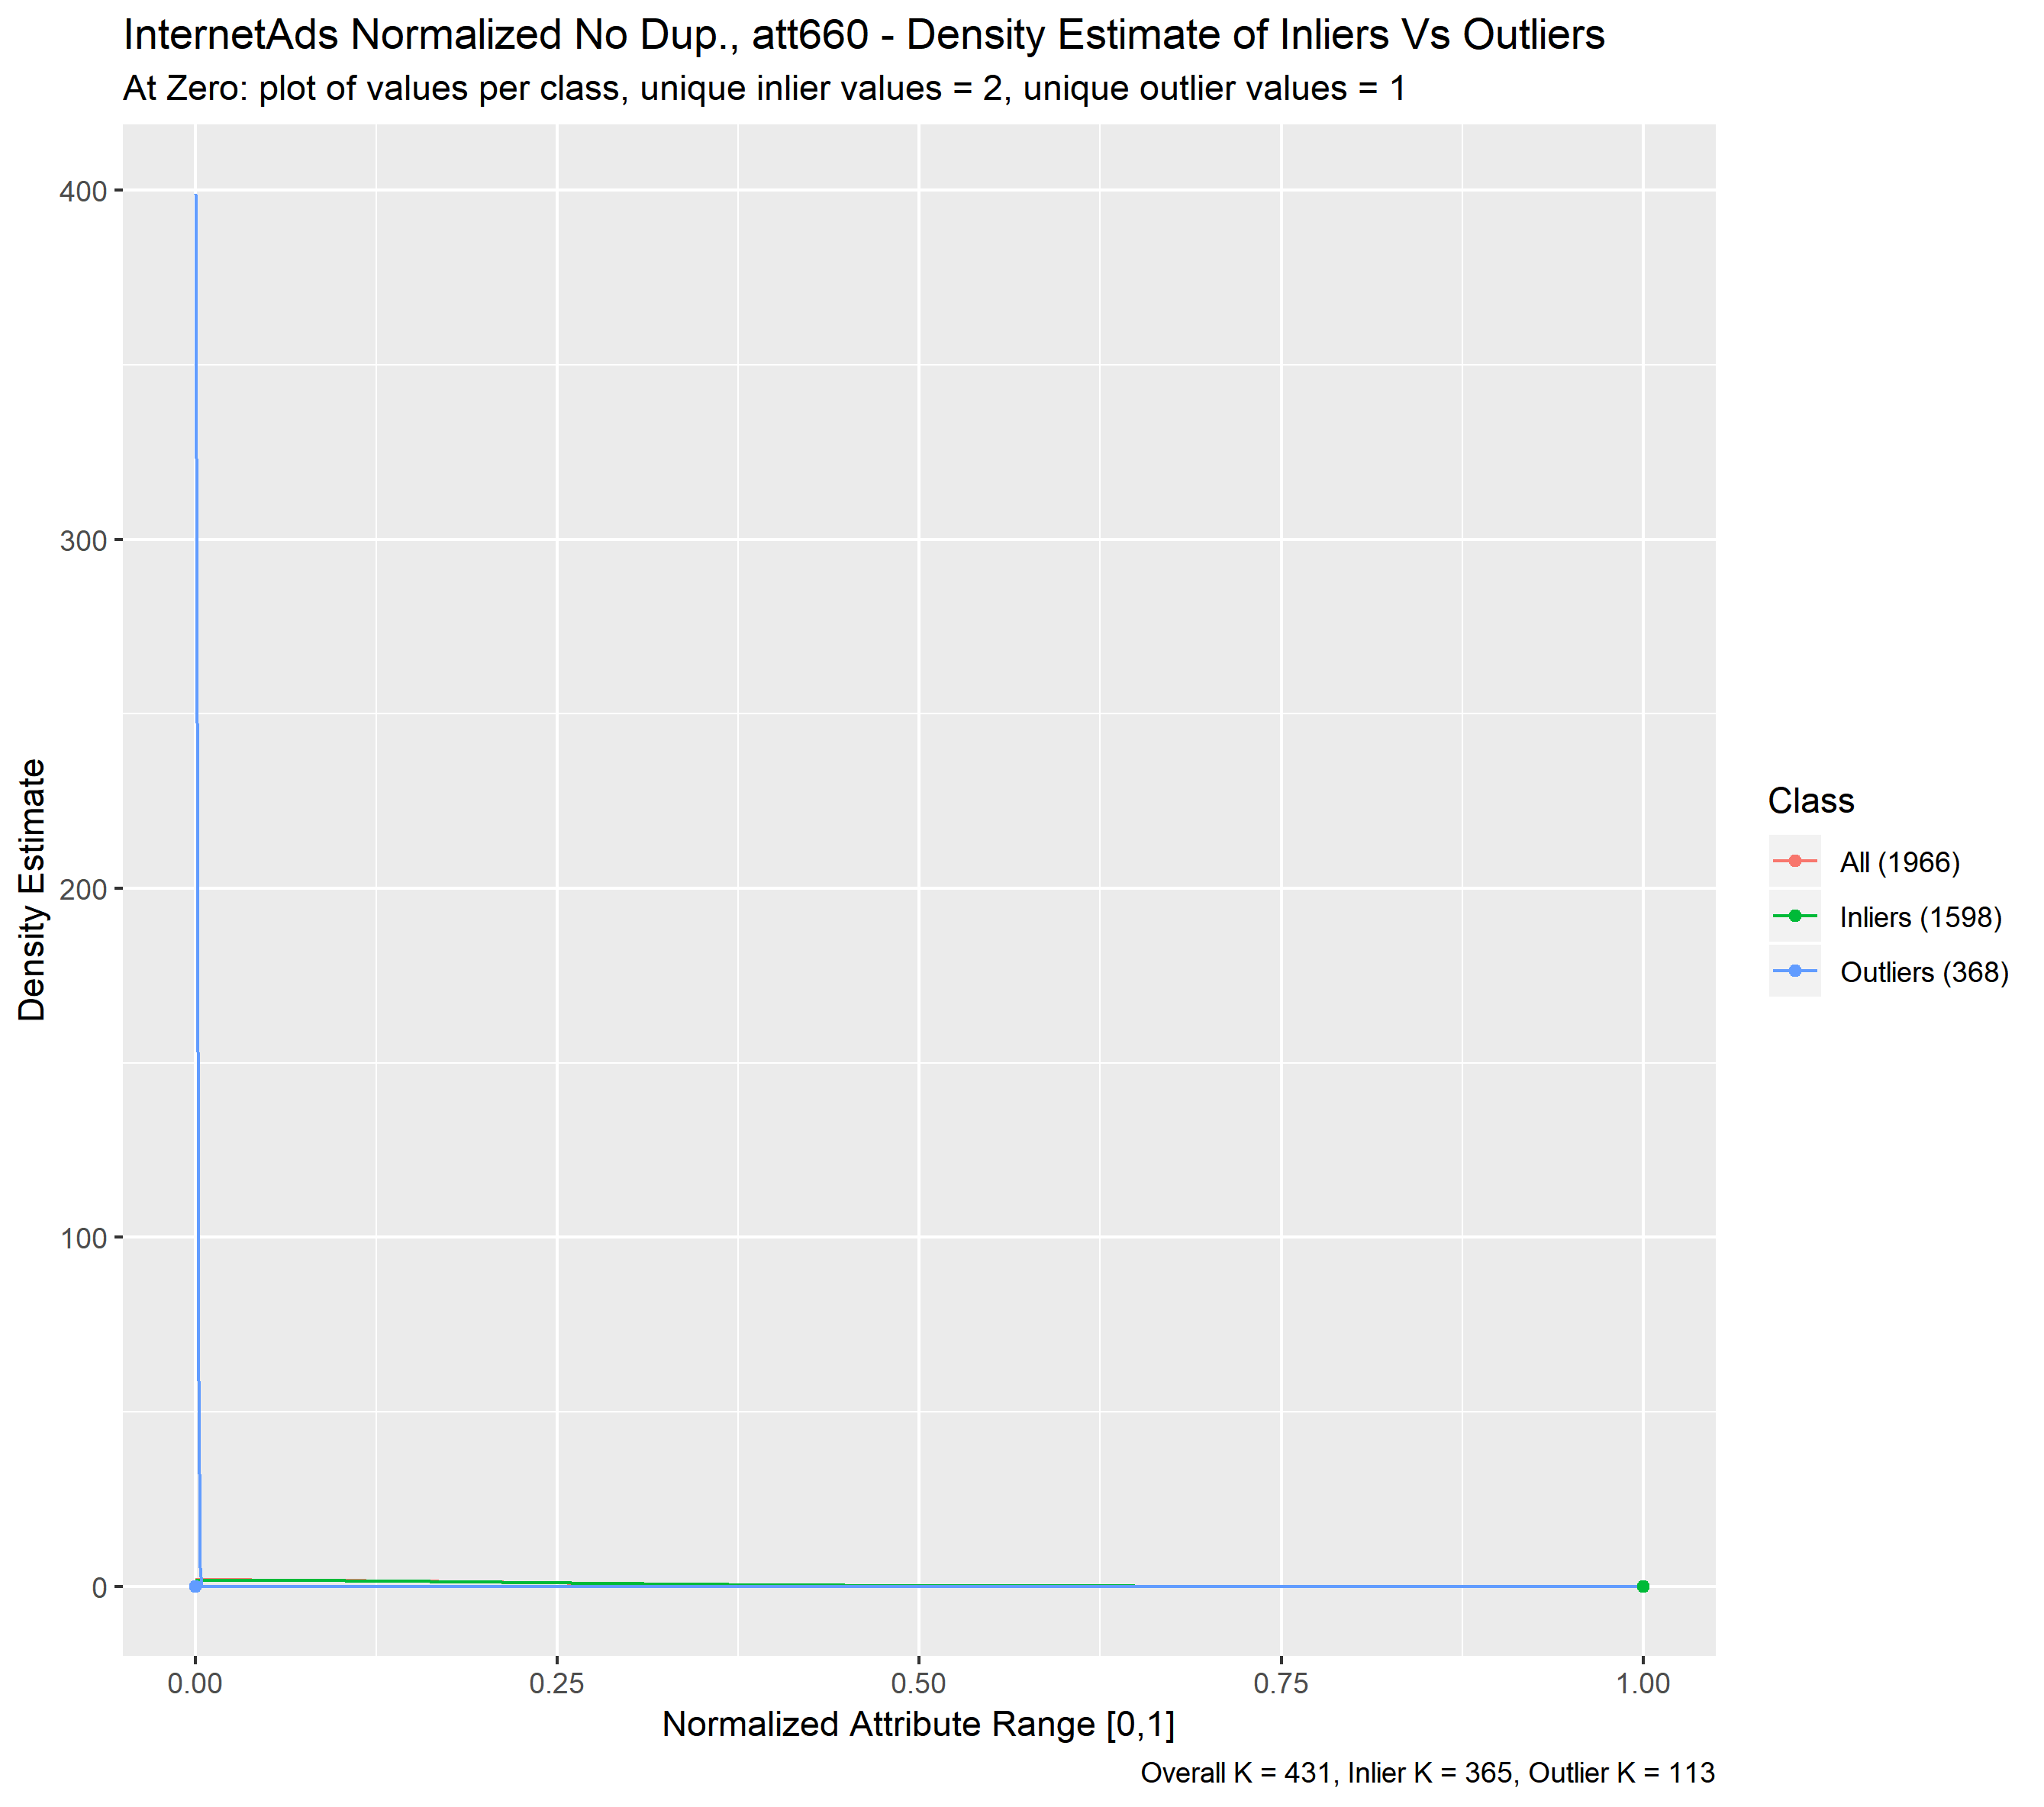 InternetAds Normalized No Dup., att660 - Density Estimate of Inliers Vs Outliers
At Zero: plot of values per class, unique inlier values = 2, unique outlier values = 1
400
300
200
100
0
Density Estimate
0.00
0.25
0.50
0.75
1.00
Normalized Attribute Range [0,1]
Overall K = 431, Inlier K = 365, Outlier K = 113
Class
All (1966)
Inliers (1598)
Outliers (368)